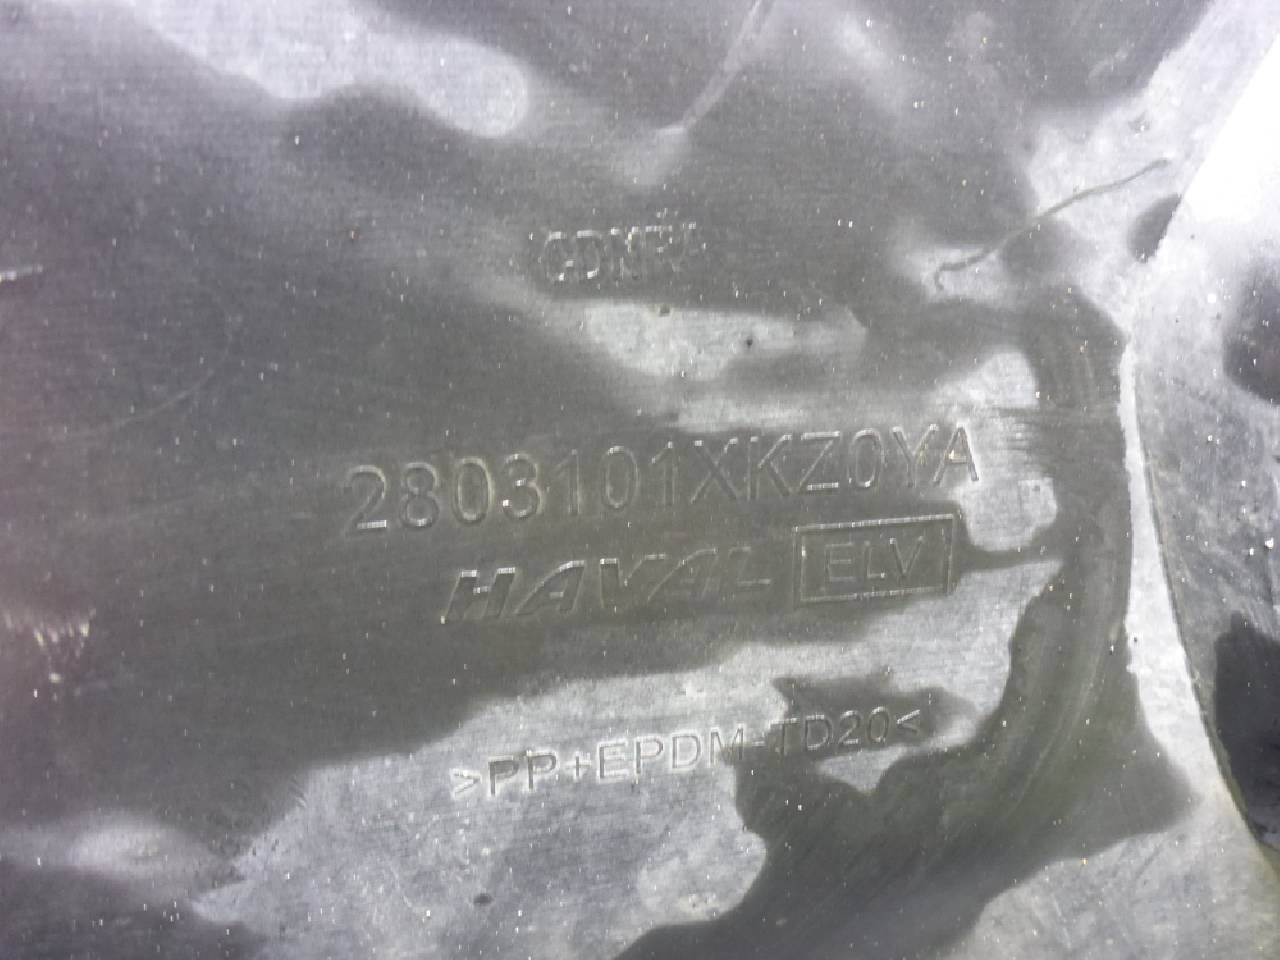 2803101XKZ0YA
HAVAL ELV
>PP+EPDM-TD20<